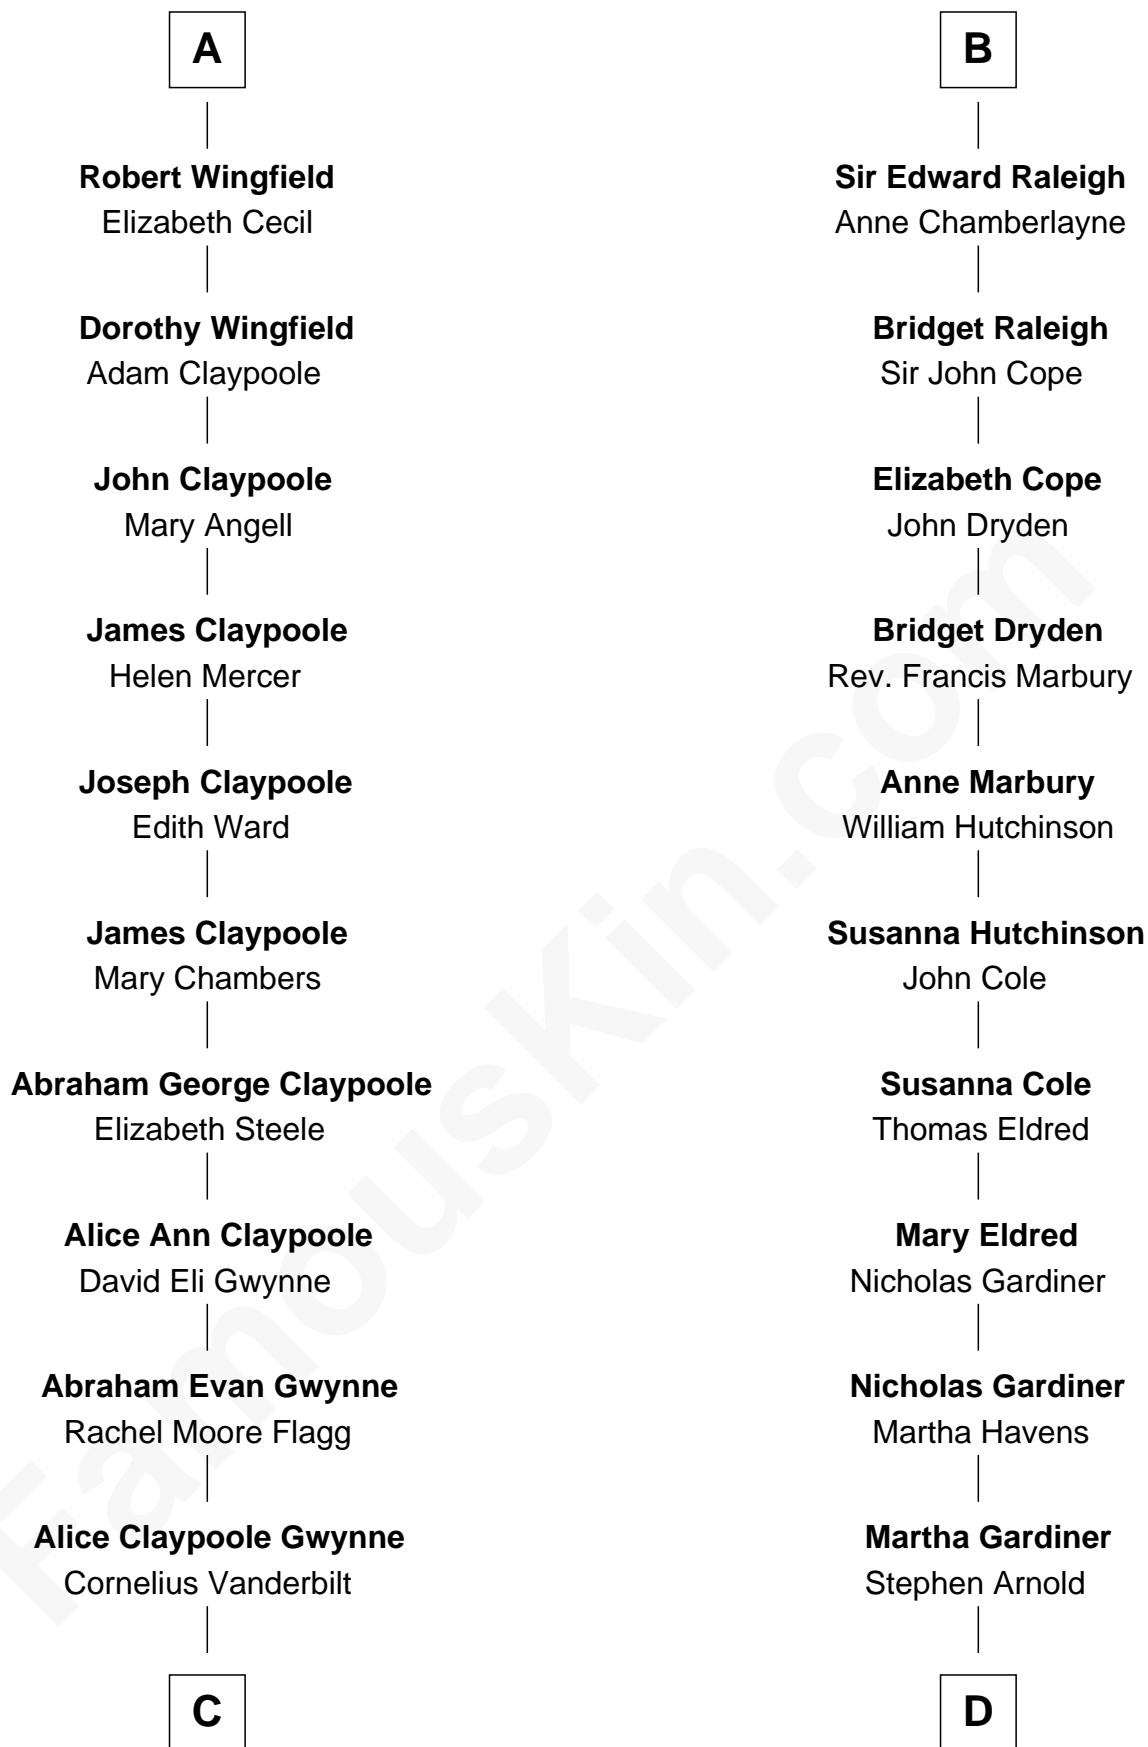 A
Robert Wingfield
Elizabeth Cecil
Dorothy Wingfield
Adam Claypoole
John Claypoole
Mary Angell
James Claypoole
Helen Mercer
Joseph Claypoole
Edith Ward
James Claypoole
Mary Chambers
Abraham George Claypoole
Elizabeth Steele
Alice Ann Claypoole
David Eli Gwynne
Abraham Evan Gwynne
Rachel Moore Flagg
Alice Claypoole Gwynne
Cornelius Vanderbilt
C
B
Sir Edward Raleigh
Anne Chamberlayne
Bridget Raleigh
Sir John Cope
Elizabeth Cope
John Dryden
Bridget Dryden
Rev. Francis Marbury
Anne Marbury
William Hutchinson
Susanna Hutchinson
John Cole
Susanna Cole
Thomas Eldred
Mary Eldred
Nicholas Gardiner
Nicholas Gardiner
Martha Havens
Martha Gardiner
Stephen Arnold
D
FamousKin.com